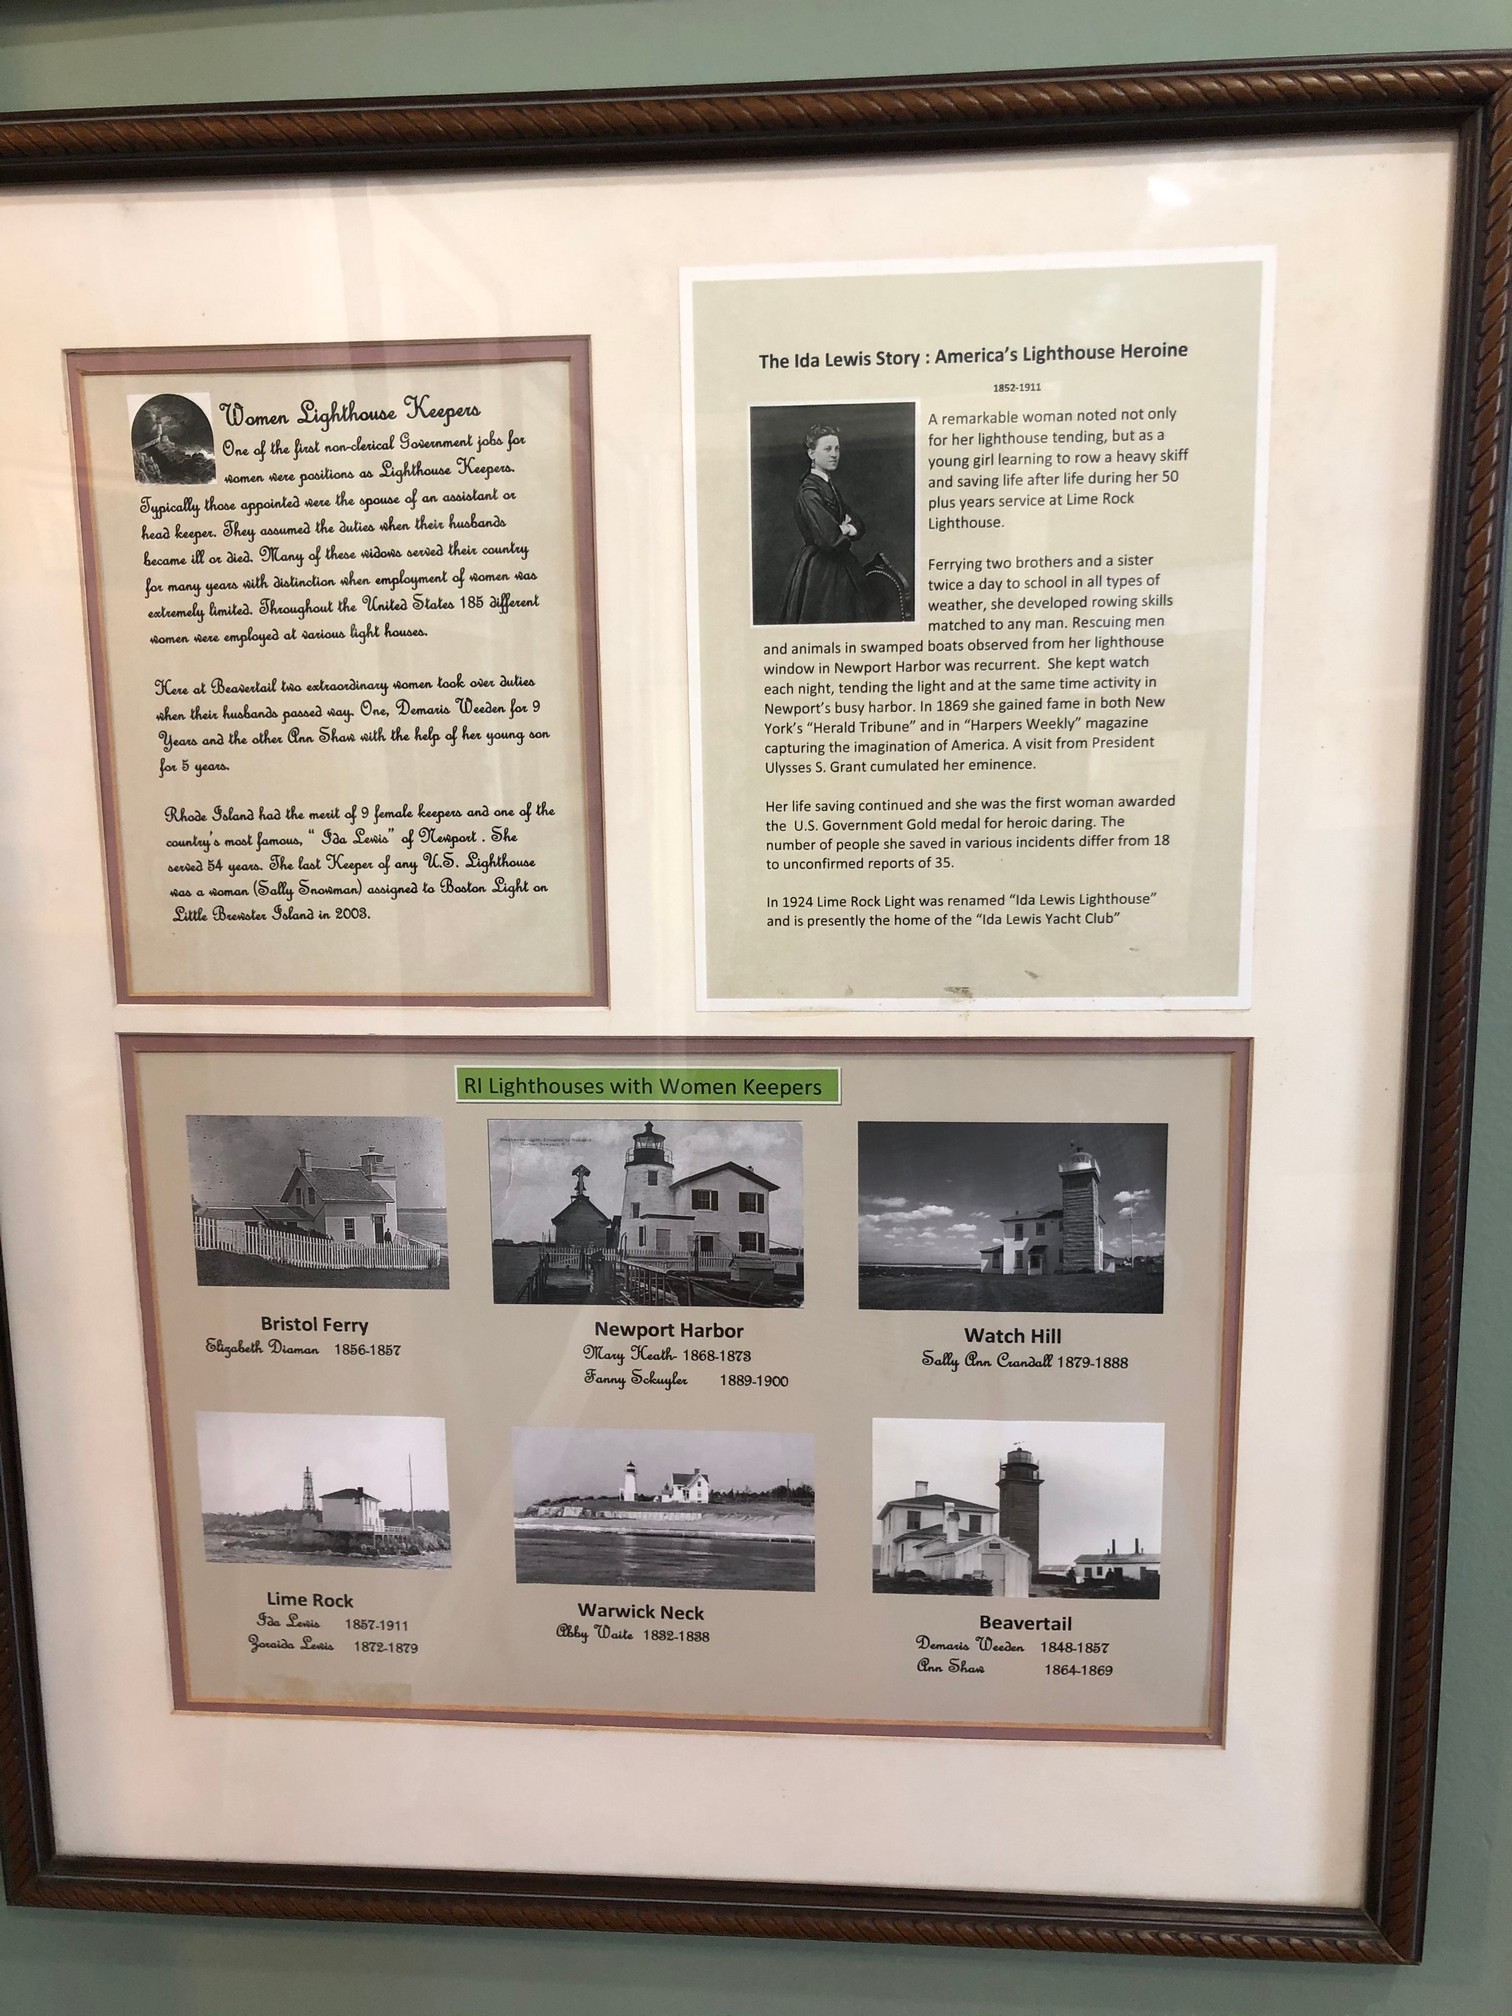 Women Lighthouse Keepers
One of the first non-clerical Government jobs for
women were positions as Lighthouse Keepers.
Typically those appointed were the spouse of an assistant or
head keeper. They assumed the duties when their husbands
became ill or died. Many of these widows served their country
for many years with distinction when employment of women was
extremely limited. Throughout the United States 185 different
women were employed at various light houses.
Here at Beavertail two extraordinary women took over duties
when their husbands passed way. One, Demaris Weeden for 9
Years and the other Ann Shaw with the help of her young son
for 5 years.
Rhode Island had the merit of 9 female keepers and one of the
country's most famous, " Ida Lewis" of Newport . She
served 54 years. The last Keeper of any U.S. Lighthouse
was a woman (Sally Snowman) assigned to Boston Light on
Little Brewster Island in 2003.
The Ida Lewis Story : America's Lighthouse Heroine
1852-1911
A remarkable woman noted not only
for her lighthouse tending, but as a
young girl learning to row a heavy skiff
and saving life after life during her 50
plus years service at Lime Rock
Lighthouse.
Ferrying two brothers and a sister
twice a day to school in all types of
weather, she developed rowing skills
matched to any man. Rescuing men
and animals in swamped boats observed from her lighthouse
window in Newport Harbor was recurrent. She kept watch
each night, tending the light and at the same time activity in
Newport's busy harbor. In 1869 she gained fame in both New
York's "Herald Tribune" and in "Harpers Weekly" magazine
capturing the imagination of America. A visit from President
Ulysses S. Grant cumulated her eminence.
Her life saving continued and she was the first woman awarded
the U.S. Government Gold medal for heroic daring. The
number of people she saved in various incidents differ from 18
to unconfirmed reports of 35.
In 1924 Lime Rock Light was renamed "Ida Lewis Lighthouse"
and is presently the home of the "Ida Lewis Yacht Club"
RI Lighthouses with Women Keepers
Bristol Ferry
Elizabeth Diaman 1856-1857
Newport Harbor
Mary Heath- 1868-1873
Fanny Sckuyler 1889-1900
Watch Hill
Sally Ann Crandall 1879-1888
Lime Rock
Ida Lewis 1857-1911
Zoraida Lewis 1872-1879
Warwick Neck
Abby Waite 1832-1838
Beavertail
Demaris Weeden 1848-1857
Ann Shaw 1864-1869